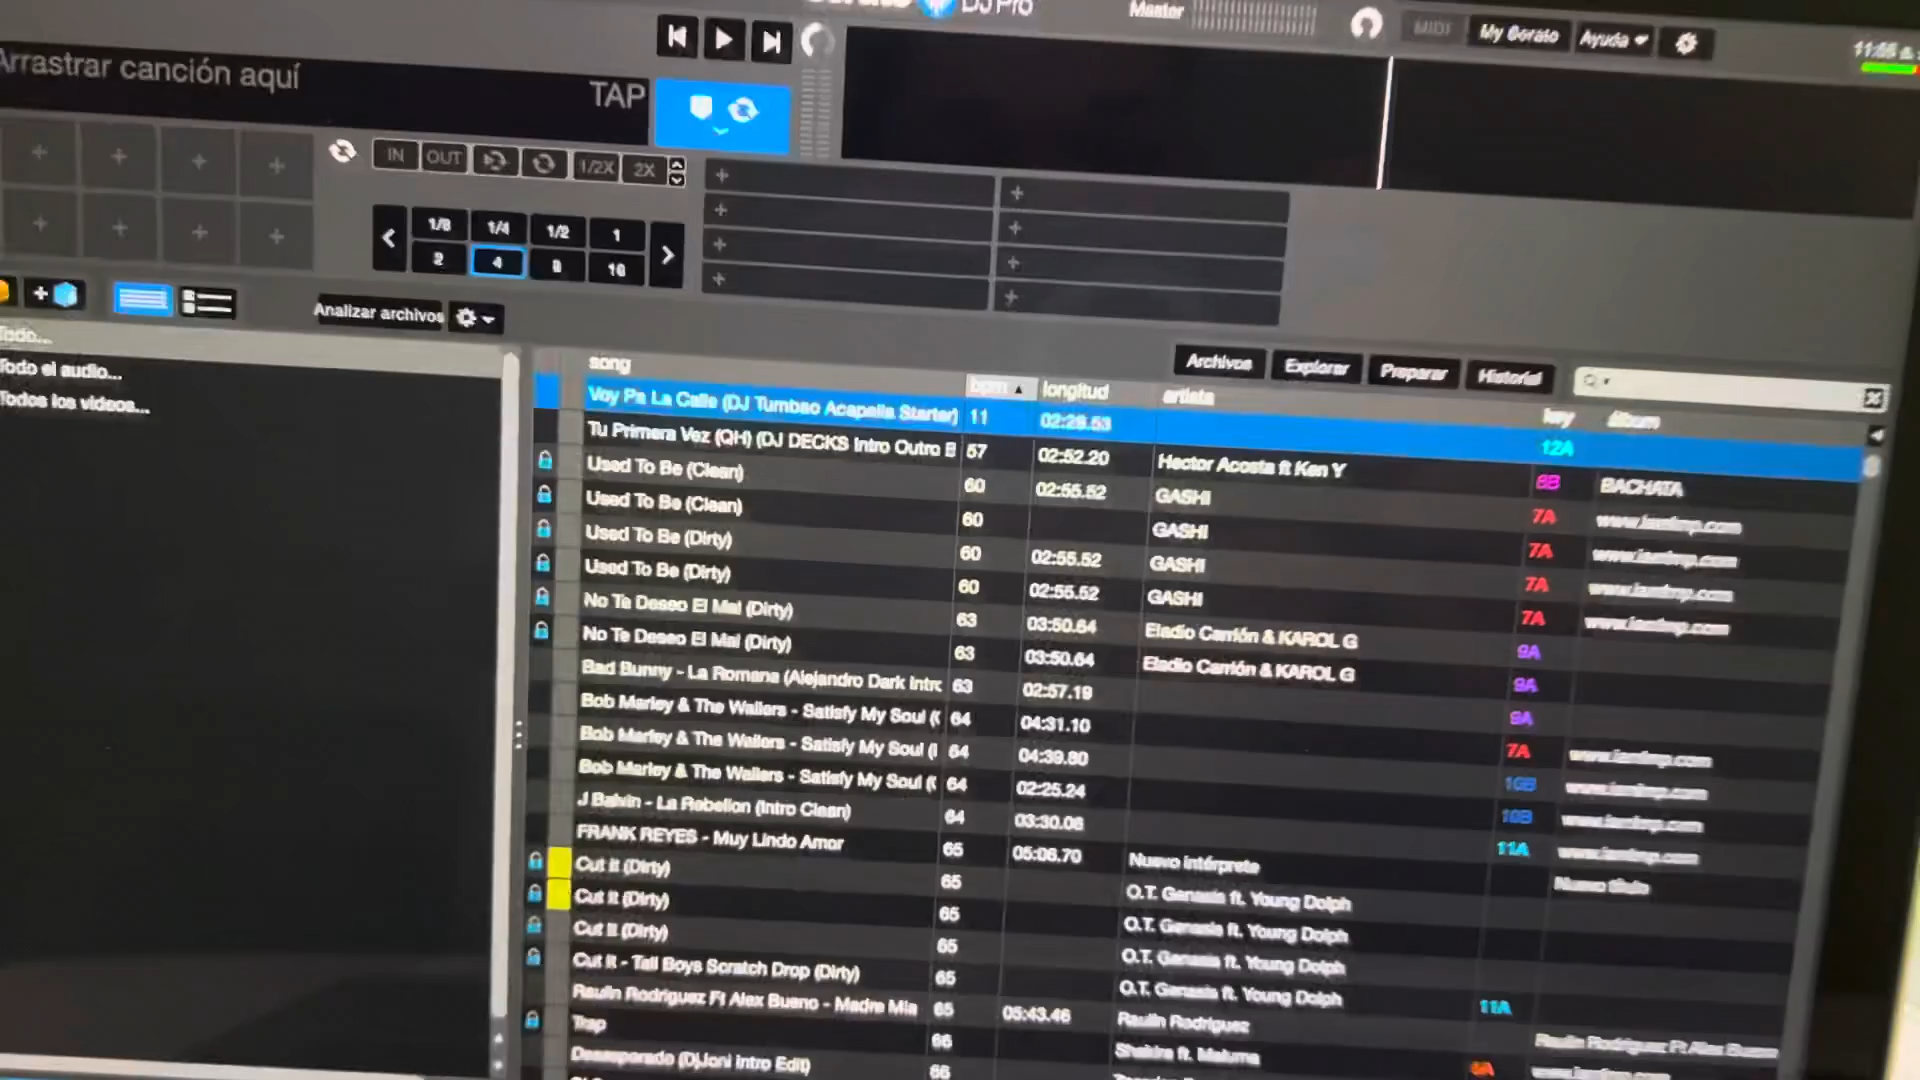 DJ Pro
Master
MIDI
My Serato
Ayuda
Arrastrar canción aquí
TAP
IN
OUT
1/2X
2X
1/8
1/4
1/2
1
2
4
8
16
Analizar archivos
Archivos
Explorar
Preparar
Historial
Todo...
Todo el audio...
Todos los videos...
song bpm longitud artista key álbum
Voy Pa La Calle (DJ Tumbao Acapella Starter) 11 02:28.53 12A
Tu Primera Vez (QH) (DJ DECKS Intro Outro E 57 02:52.20 Hector Acosta ft Ken Y 6B BACHATA
Used To Be (Clean) 60 02:55.52 GASHI 7A
Used To Be (Clean) 60 GASHI 7A
Used To Be (Dirty) 60 02:55.52 GASHI 7A
Used To Be (Dirty) 60 02:55.52 GASHI 7A
No Te Deseo El Mal (Dirty) 63 03:50.64 Eladio Carrión & KAROL G 9A
No Te Deseo El Mal (Dirty) 63 03:50.64 Eladio Carrión & KAROL G 9A
Bad Bunny - La Romana (Alejandro Dark Intro 63 02:57.19 9A
Bob Marley & The Wailers - Satisfy My Soul ( 64 04:31.10 7A
Bob Marley & The Wailers - Satisfy My Soul ( 64 04:39.80 10B
Bob Marley & The Wailers - Satisfy My Soul ( 64 02:25.24 10B
J Balvin - La Rebelion (Intro Clean) 64 03:30.08 11A
FRANK REYES - Muy Lindo Amor 65 05:06.70 Nuevo intérprete Nuevo título
Cut It (Dirty) 65 O.T. Genasis ft. Young Dolph
Cut It (Dirty) 65 O.T. Genasis ft. Young Dolph
Cut It (Dirty) 65 O.T. Genasis ft. Young Dolph
Cut It - Tall Boys Scratch Drop (Dirty) 65 O.T. Genasis ft. Young Dolph
Raulin Rodriguez Ft Alex Bueno - Madre Mia 65 05:43.46 Raulin Rodriguez 11A Raulin Rodriguez Ft Alex Bueno
Trap 66 Shakira ft. Maluma
Desesperado (DjJoni Intro Edit) 66